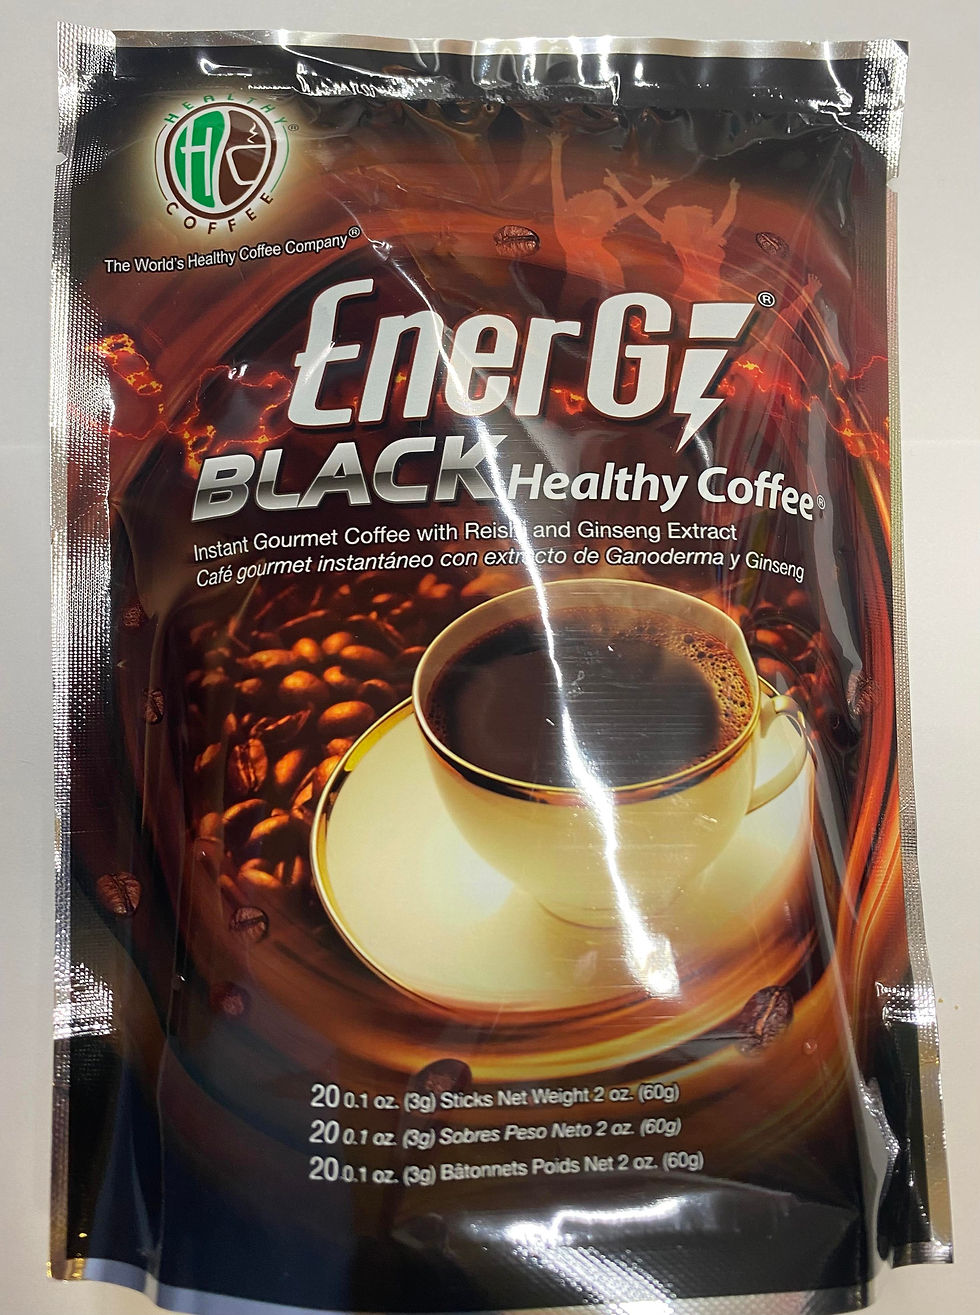 HEALTHY
HC
COFFEE
®
The World's Healthy Coffee Company®
EnerGi®
BLACK Healthy Coffee®
Instant Gourmet Coffee with Reishi and Ginseng Extract
Café gourmet instantáneo con extracto de Ganoderma y Ginseng
20 0.1 oz. (3g) Sticks Net Weight 2 oz. (60g)
20 0.1 oz. (3g) Sobres Peso Neto 2 oz. (60g)
20 0.1 oz. (3g) Bâtonnets Poids Net 2 oz. (60g)